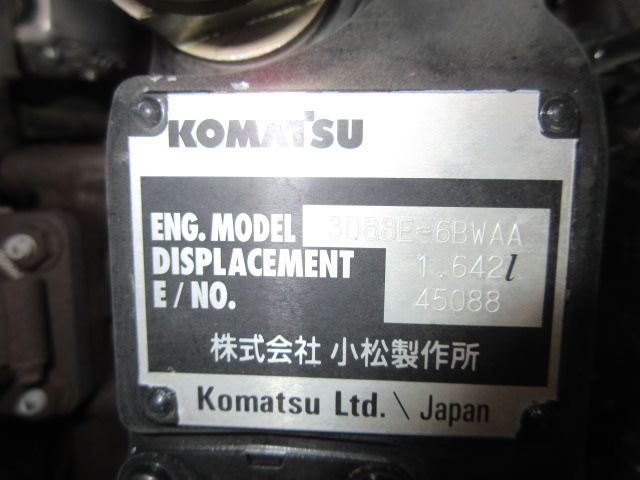 KOMATSU
ENG. MODEL 3D88E-6BWAA
DISPLACEMENT 1.642l
E / NO. 45088
株式会社 小松製作所
Komatsu Ltd. \ Japan